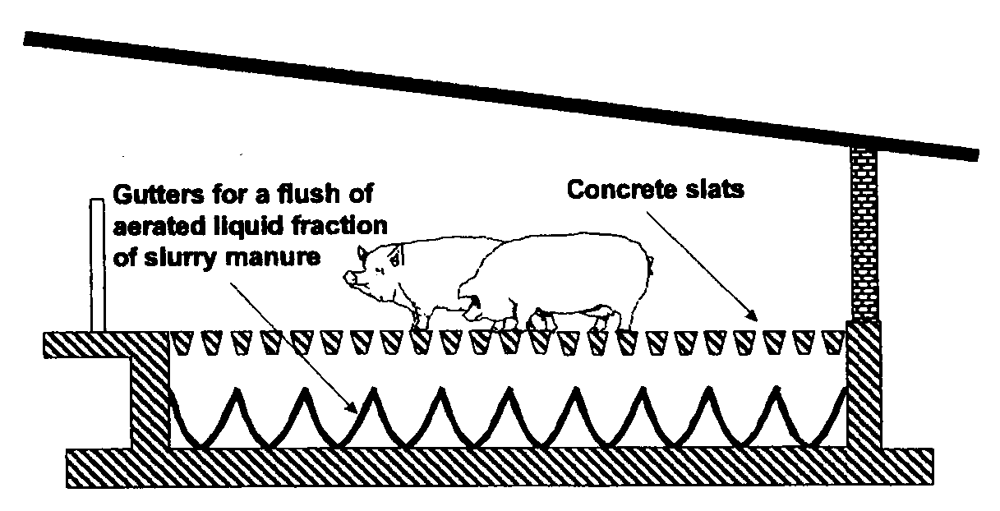 Gutters for a flush of
aerated liquid fraction
of slurry manure
Concrete slats